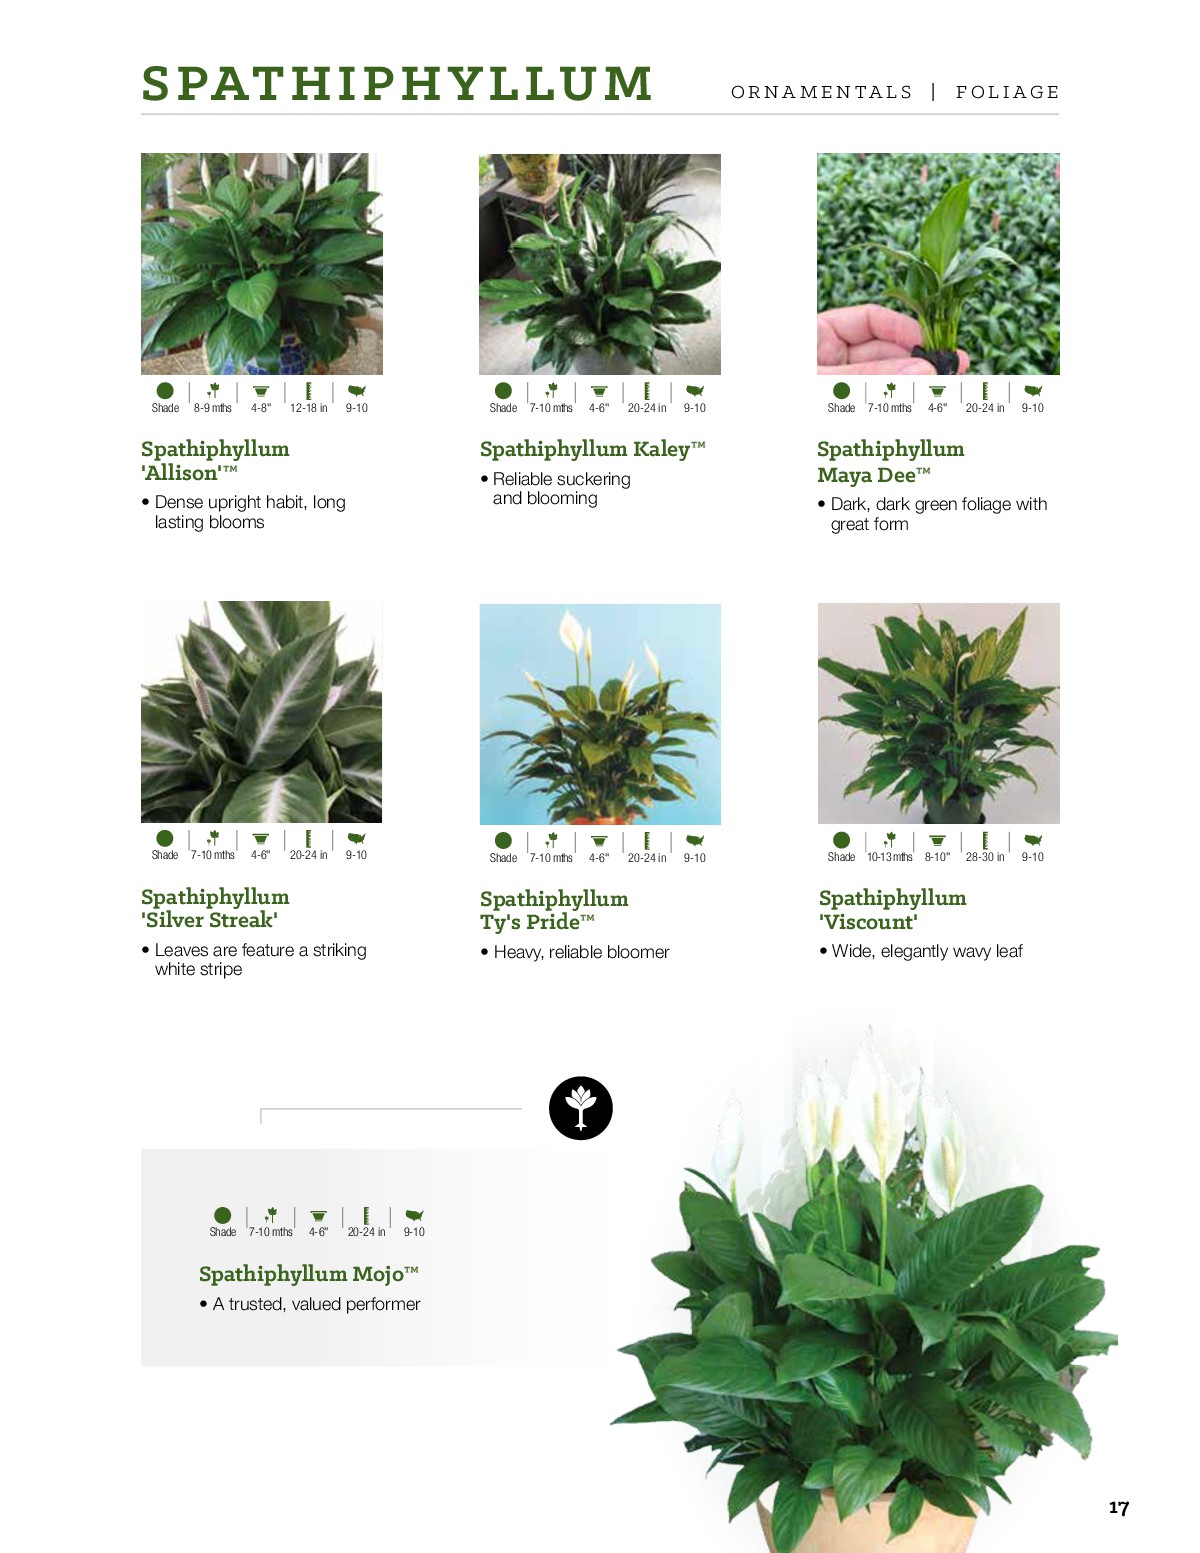 SPATHIPHYLLUM
ORNAMENTALS | FOLIAGE
Shade | 8-9 mths | 4-8" | 12-18 in | 9-10
Spathiphyllum
'Allison'™
• Dense upright habit, long
lasting blooms
Shade | 7-10 mths | 4-6" | 20-24 in | 9-10
Spathiphyllum Kaley™
• Reliable suckering
and blooming
Shade | 7-10 mths | 4-6" | 20-24 in | 9-10
Spathiphyllum
Maya Dee™
• Dark, dark green foliage with
great form
Shade | 7-10 mths | 4-6" | 20-24 in | 9-10
Spathiphyllum
'Silver Streak'
• Leaves are feature a striking
white stripe
Shade | 7-10 mths | 4-6" | 20-24 in | 9-10
Spathiphyllum
Ty's Pride™
• Heavy, reliable bloomer
Shade | 10-13 mths | 8-10" | 28-30 in | 9-10
Spathiphyllum
'Viscount'
• Wide, elegantly wavy leaf
Shade | 7-10 mths | 4-6" | 20-24 in | 9-10
Spathiphyllum Mojo™
• A trusted, valued performer
17